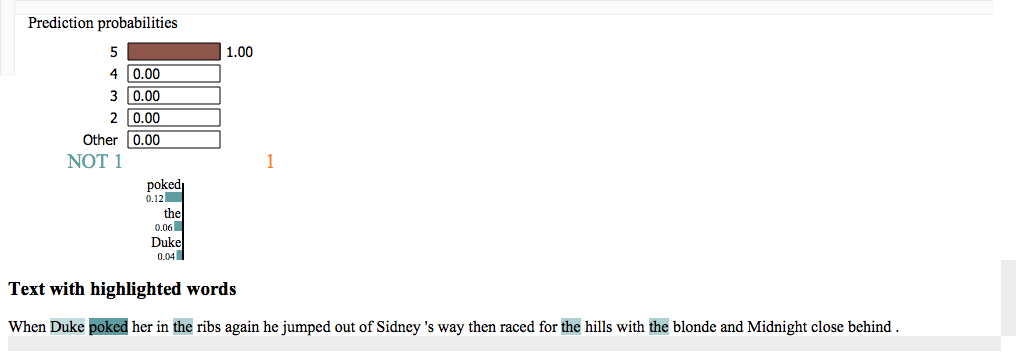 Prediction probabilities
5 1.00
4 0.00
3 0.00
2 0.00
Other 0.00
NOT 1 1
poked
0.12
the
0.06
Duke
0.04
Text with highlighted words
When Duke poked her in the ribs again he jumped out of Sidney 's way then raced for the hills with the blonde and Midnight close behind .